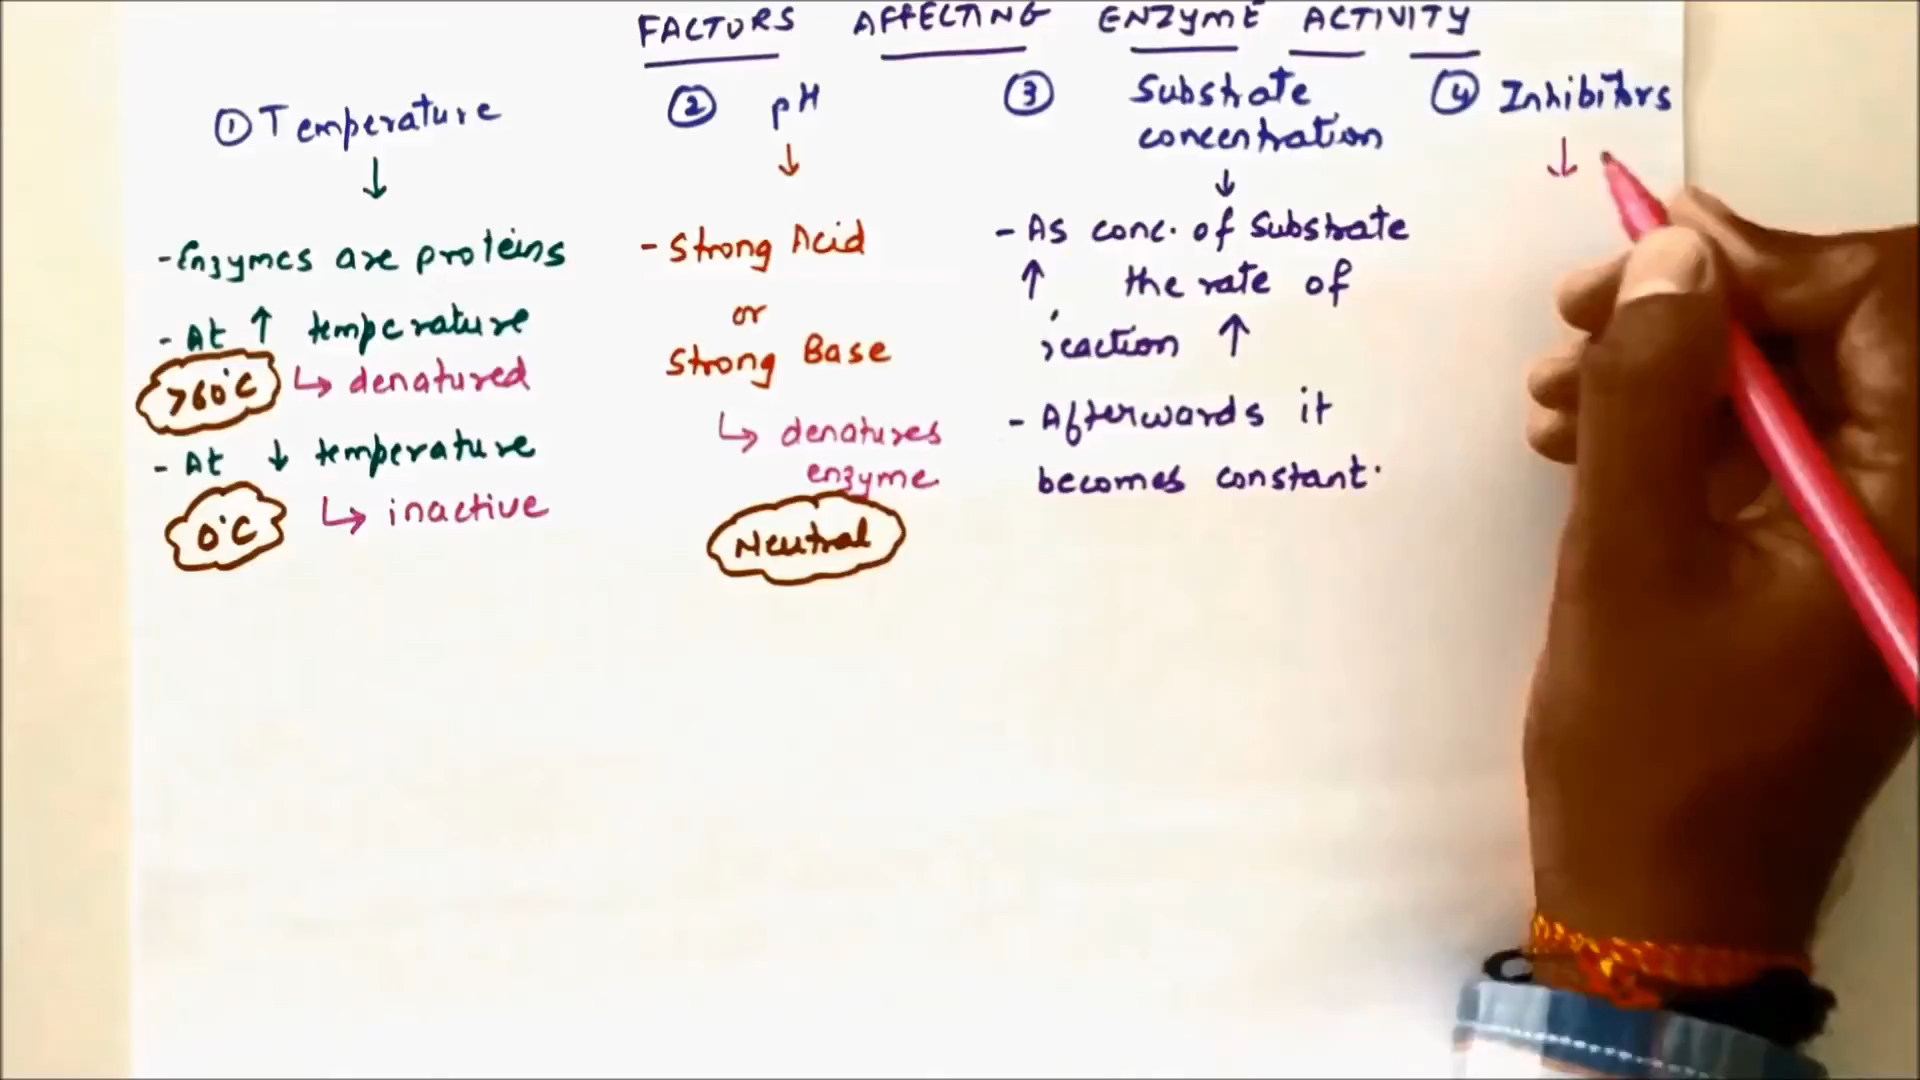 FACTORS AFFECTING ENZYME ACTIVITY
① Temperature
↓
- Enzymes are proteins
- At ↑ temperature
>60°C ↳ denatured
- At ↓ temperature
0°C ↳ inactive
② pH
↓
- Strong Acid
or
Strong Base
↳ denatures
enzyme
Neutral
③ Substrate
concentration
↓
- As conc. of substrate
↑ the rate of
reaction ↑
- Afterwards it
becomes constant.
④ Inhibitors
↓